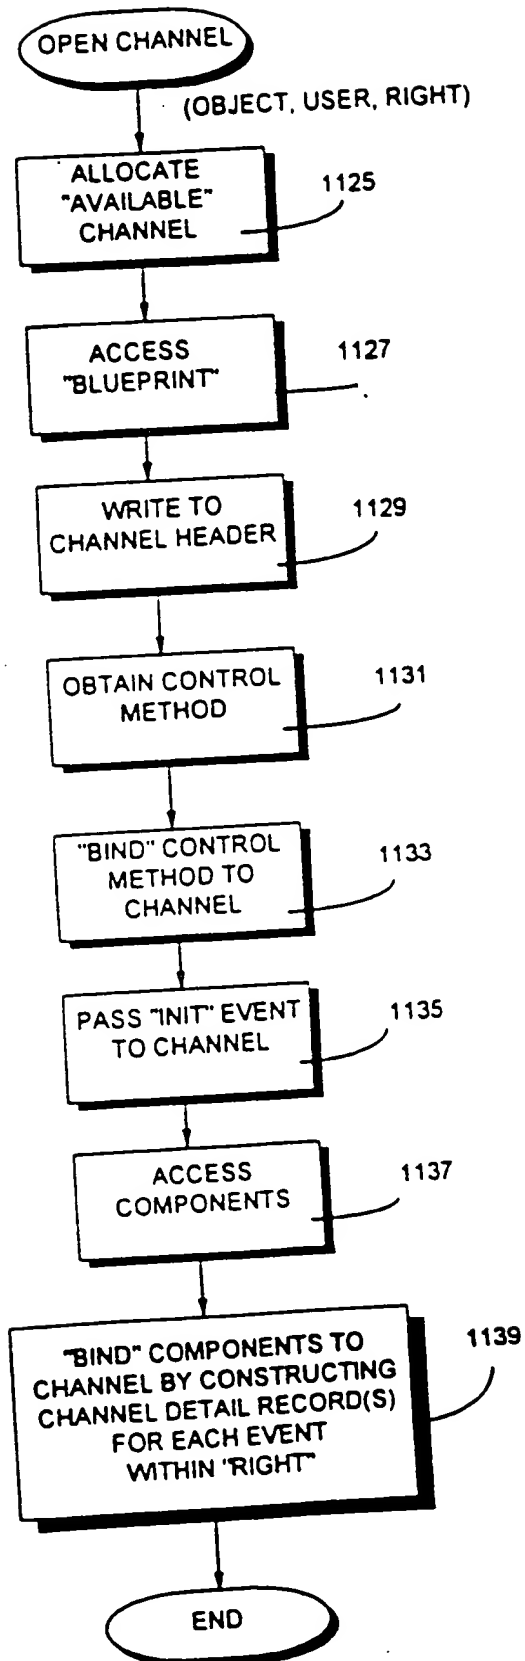 OPEN CHANNEL
(OBJECT, USER, RIGHT)
ALLOCATE
"AVAILABLE"
CHANNEL
1125
ACCESS
"BLUEPRINT"
1127
WRITE TO
CHANNEL HEADER
1129
OBTAIN CONTROL
METHOD
1131
"BIND" CONTROL
METHOD TO
CHANNEL
1133
PASS "INIT" EVENT
TO CHANNEL
1135
ACCESS
COMPONENTS
1137
"BIND" COMPONENTS TO
CHANNEL BY CONSTRUCTING
CHANNEL DETAIL RECORD(S)
FOR EACH EVENT
WITHIN "RIGHT"
1139
END